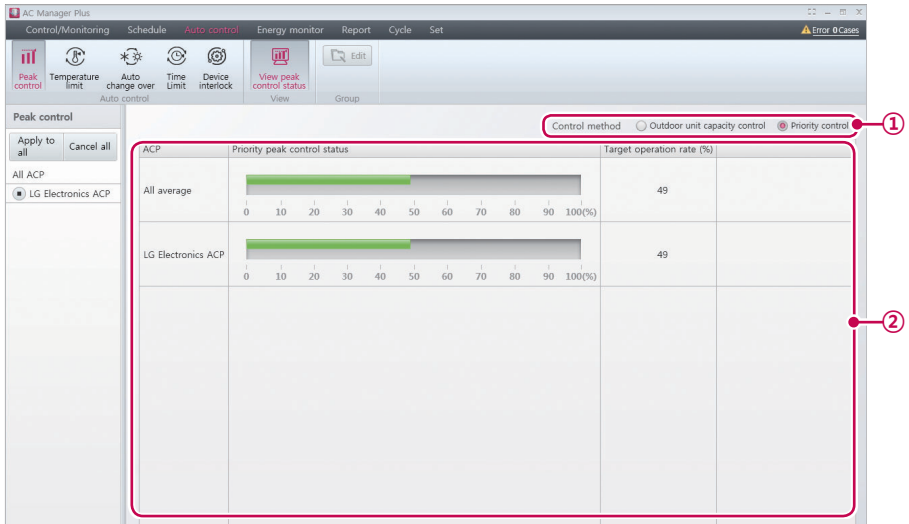 AC Manager Plus
Control/Monitoring Schedule Auto control Energy monitor Report Cycle Set
Error 0Cases
Peak control
Temperature limit
Auto change over
Time Limit
Device interlock
View peak control status
Edit
Auto control
View
Group
Peak control
Control method Outdoor unit capacity control Priority control
①
Apply to all
Cancel all
All ACP
LG Electronics ACP
ACP Priority peak control status Target operation rate (%)
All average
49
0 10 20 30 40 50 60 70 80 90 100(%)
LG Electronics ACP
49
0 10 20 30 40 50 60 70 80 90 100(%)
②